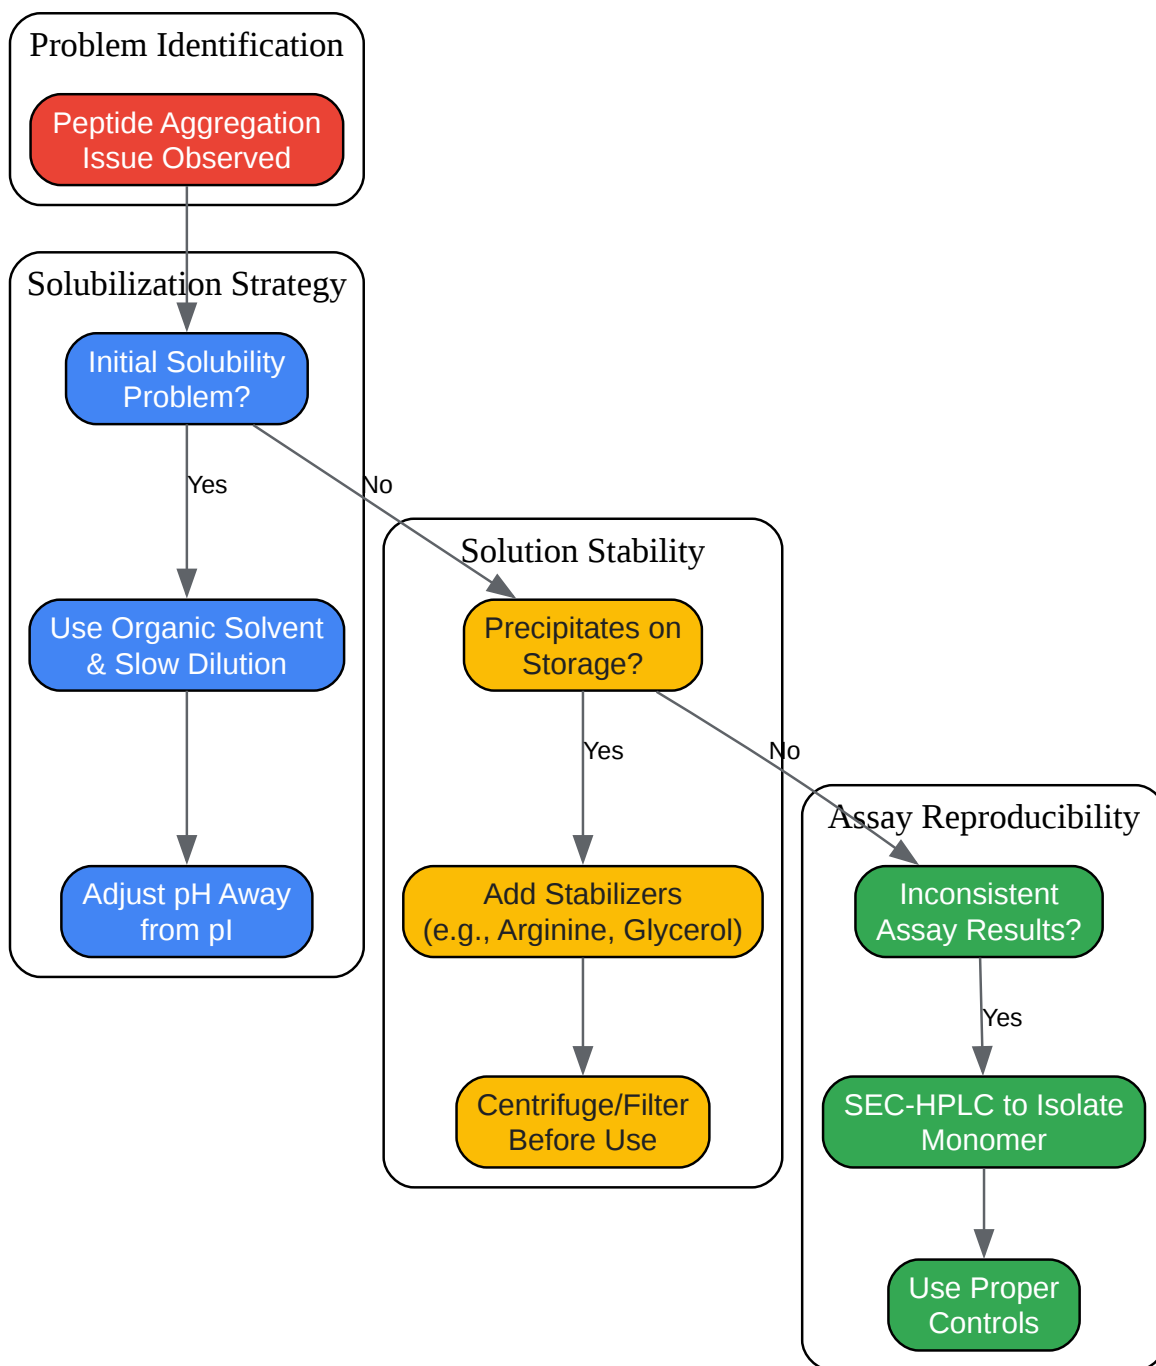 Problem Identification
Peptide Aggregation
Issue Observed
Solubilization Strategy
Initial Solubility
Problem?
Yes
No
Use Organic Solvent
& Slow Dilution
Adjust pH Away
from pI
Solution Stability
Precipitates on
Storage?
Yes
No
Add Stabilizers
(e.g., Arginine, Glycerol)
Centrifuge/Filter
Before Use
Assay Reproducibility
Inconsistent
Assay Results?
Yes
SEC-HPLC to Isolate
Monomer
Use Proper
Controls